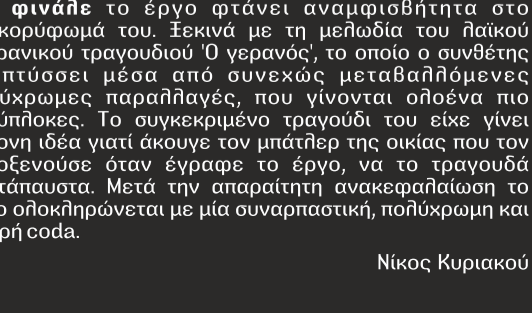 φινάλε το έργο φτάνει αναμφισβήτητα στο
κορύφωμά του. Ξεκινά με τη μελωδία του λαϊκού
ρανικού τραγουδιού 'Ο γερανός', το οποίο ο συνθέτης
πτύσσει μέσα από συνεχώς μεταβαλλόμενες
ύχρωμες παραλλαγές, που γίνονται ολοένα πιο
ύπλοκες. Το συγκεκριμένο τραγούδι του είχε γίνει
ονη ιδέα γιατί άκουγε τον μπάτλερ της οικίας που τον
οξενούσε όταν έγραφε το έργο, να το τραγουδά
τάπαυστα. Μετά την απαραίτητη ανακεφαλαίωση το
ο ολοκληρώνεται με μία συναρπαστική, πολύχρωμη και
ρή coda.
Νίκος Κυριακού